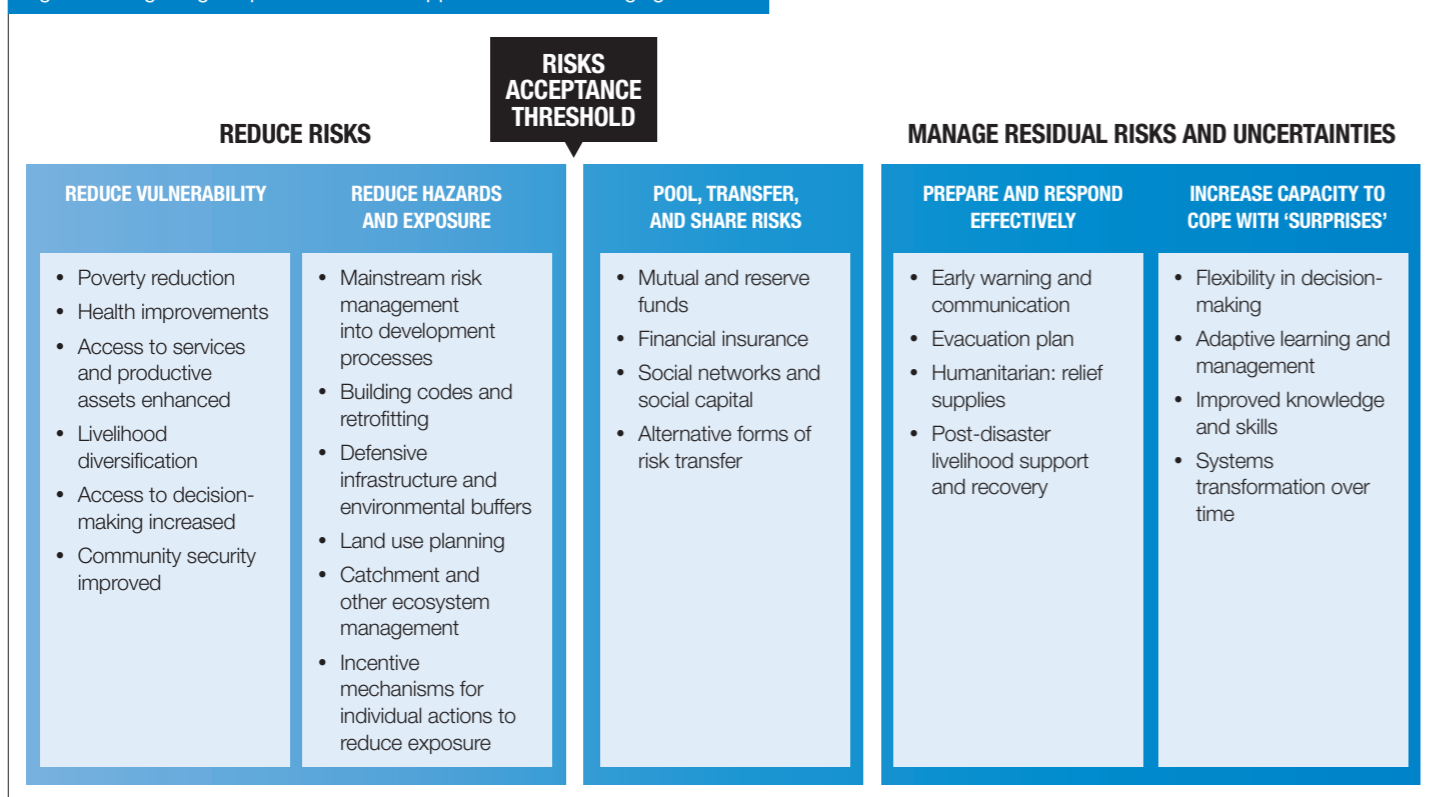 RISKS
ACCEPTANCE
THRESHOLD
REDUCE RISKS
MANAGE RESIDUAL RISKS AND UNCERTAINTIES
REDUCE VULNERABILITY
• Poverty reduction
• Health improvements
• Access to services
and productive
assets enhanced
• Livelihood
diversification
• Access to decision-
making increased
• Community security
improved
REDUCE HAZARDS
AND EXPOSURE
• Mainstream risk
management
into development
processes
• Building codes and
retrofitting
• Defensive
infrastructure and
environmental buffers
• Land use planning
• Catchment and
other ecosystem
management
• Incentive
mechanisms for
individual actions to
reduce exposure
POOL, TRANSFER,
AND SHARE RISKS
• Mutual and reserve
funds
• Financial insurance
• Social networks and
social capital
• Alternative forms of
risk transfer
PREPARE AND RESPOND
EFFECTIVELY
• Early warning and
communication
• Evacuation plan
• Humanitarian: relief
supplies
• Post-disaster
livelihood support
and recovery
INCREASE CAPACITY TO
COPE WITH ‘SURPRISES’
• Flexibility in decision-
making
• Adaptive learning and
management
• Improved knowledge
and skills
• Systems
transformation over
time